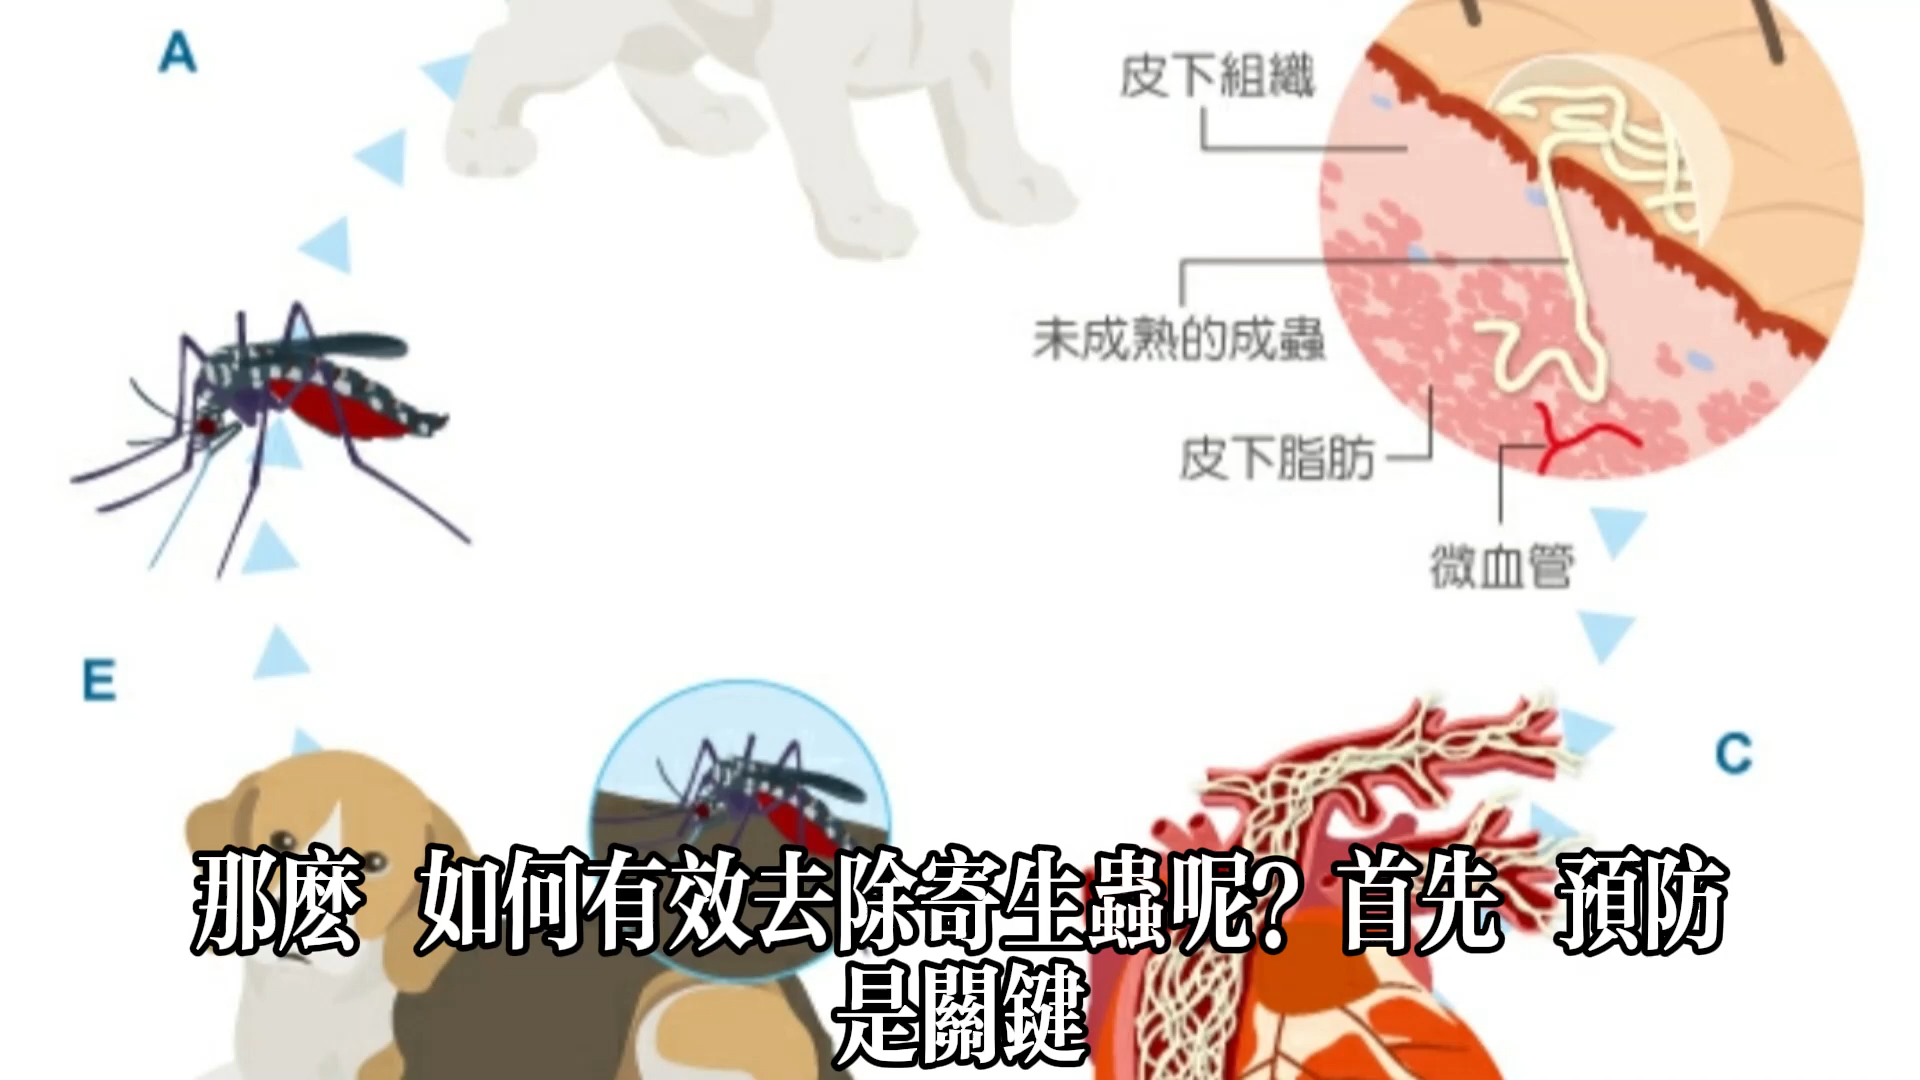 A
皮下組織
未成熟的成蟲
皮下脂肪
微血管
E
C
那麽 如何有效去除寄生蟲呢？首先 預防
是關鍵